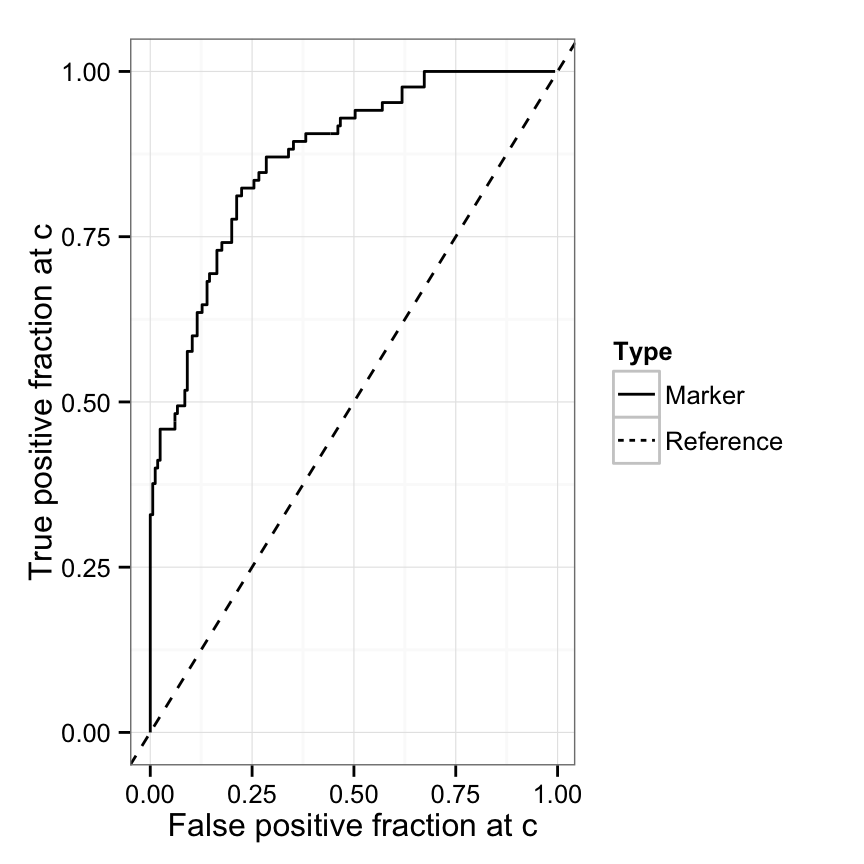 True positive fraction at c
1.00
0.75
0.50
0.25
0.00
0.00 0.25 0.50 0.75 1.00
False positive fraction at c
Type
Marker
Reference